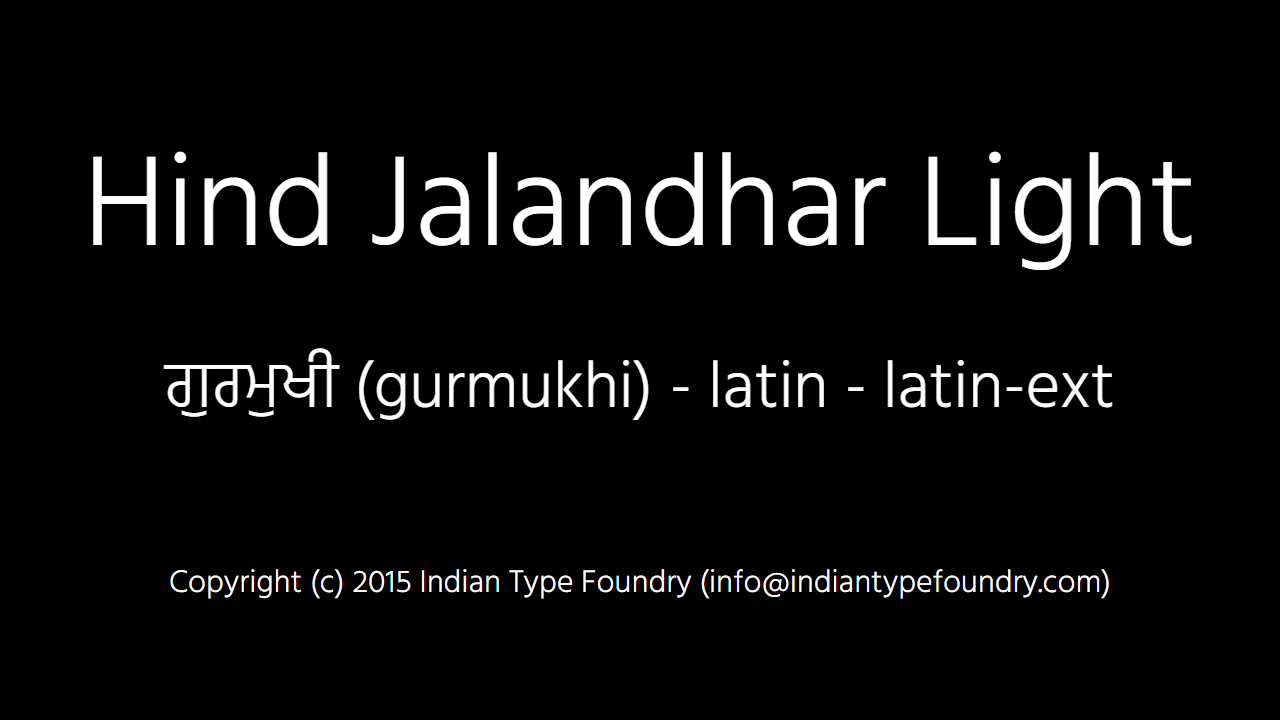 Hind Jalandhar Light
ਗੁਰਮੁਖੀ (gurmukhi) - latin - latin-ext
Copyright (c) 2015 Indian Type Foundry (info@indiantypefoundry.com)